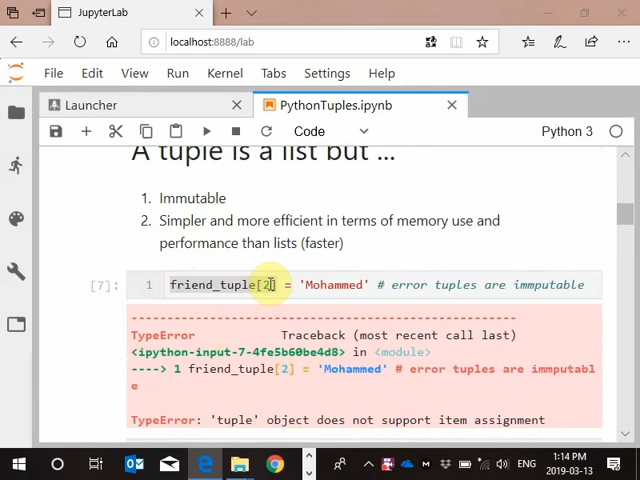 JupyterLab
localhost:8888/lab
File Edit View Run Kernel Tabs Settings Help
Launcher
PythonTuples.ipynb
Code
Python 3
A tuple is a list but ...
1. Immutable
2. Simpler and more efficient in terms of memory use and
performance than lists (faster)
[7]: 1 friend_tuple[2] = 'Mohammed' # error tuples are immputable
---------------------------------------------------------------------------
TypeError Traceback (most recent call last)
<ipython-input-7-4fe5b60be4d8> in <module>
----> 1 friend_tuple[2] = 'Mohammed' # error tuples are immputabl
e
TypeError: 'tuple' object does not support item assignment
ENG
1:14 PM
2019-03-13